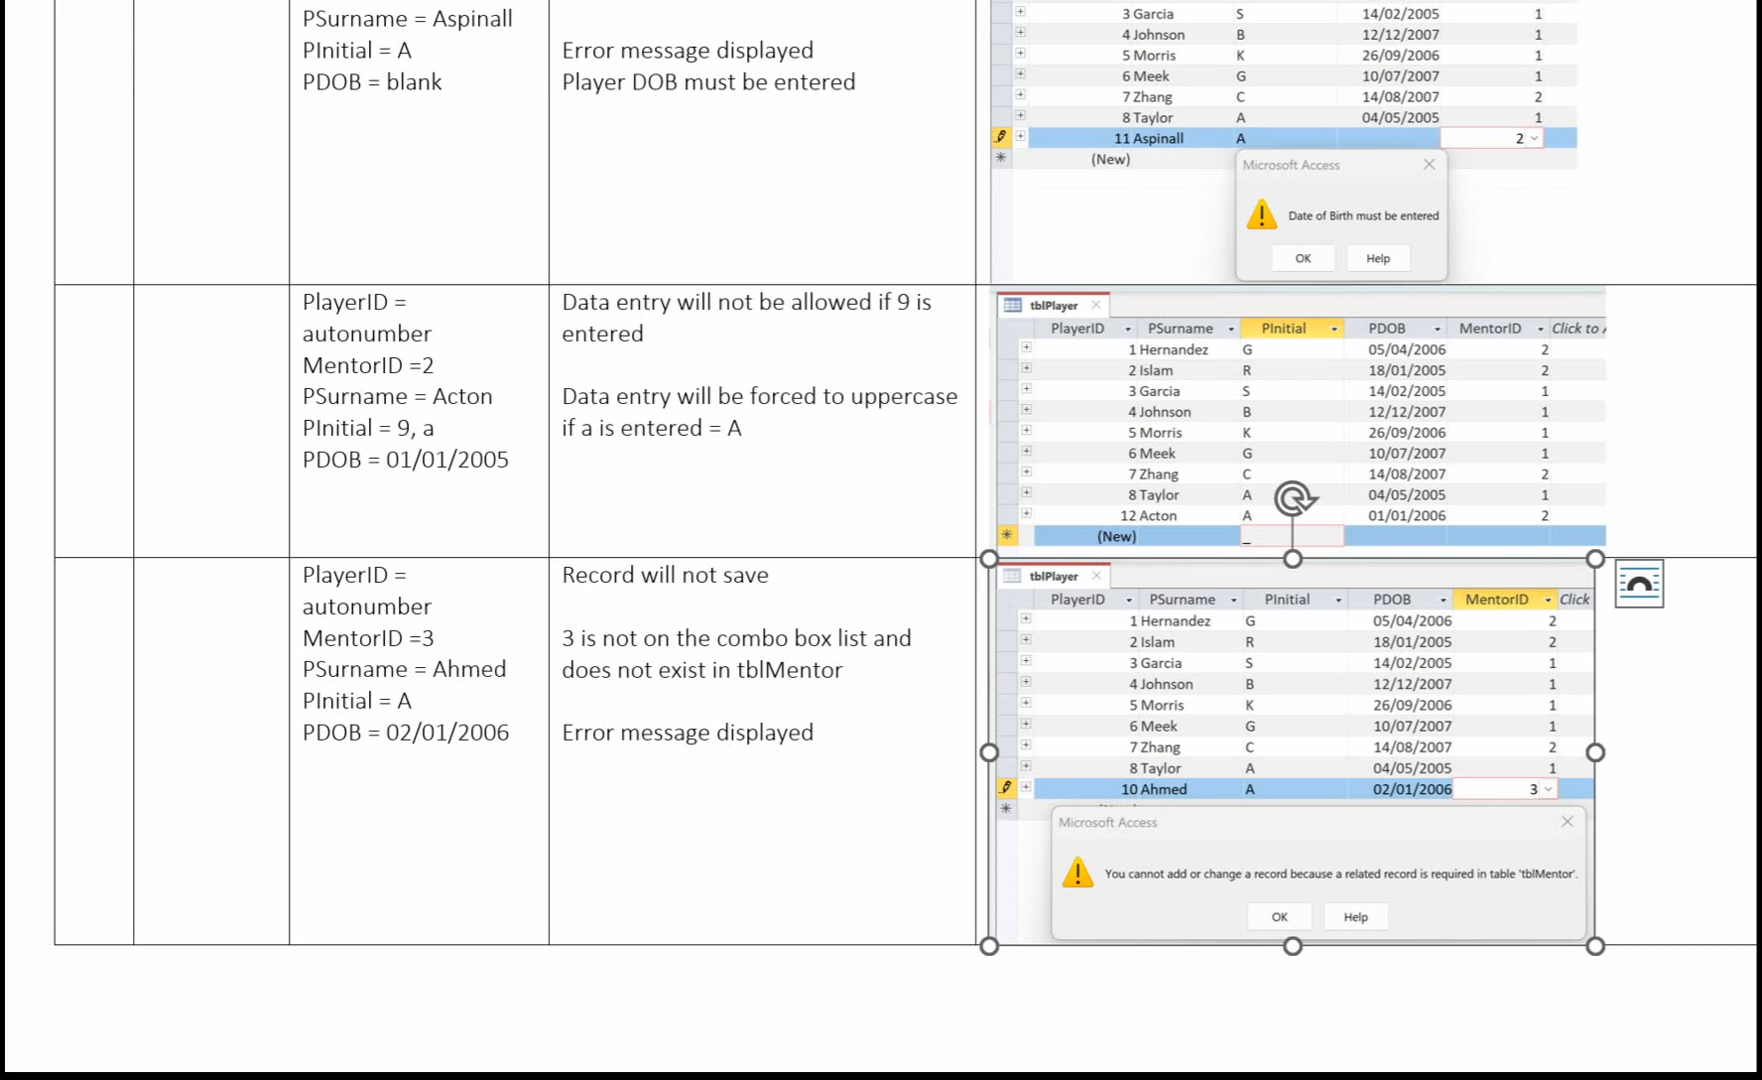 PSurname = Aspinall
PInitial = A
PDOB = blank
Error message displayed
Player DOB must be entered
3 Garcia S 14/02/2005 1
4 Johnson B 12/12/2007 1
5 Morris K 26/09/2006 1
6 Meek G 10/07/2007 1
7 Zhang C 14/08/2007 2
8 Taylor A 04/05/2005 1
11 Aspinall A 2
(New)
Microsoft Access
Date of Birth must be entered
OK Help
PlayerID =
autonumber
MentorID =2
PSurname = Acton
PInitial = 9, a
PDOB = 01/01/2005
Data entry will not be allowed if 9 is
entered
Data entry will be forced to uppercase
if a is entered = A
tblPlayer
PlayerID PSurname PInitial PDOB MentorID Click to
1 Hernandez G 05/04/2006 2
2 Islam R 18/01/2005 2
3 Garcia S 14/02/2005 1
4 Johnson B 12/12/2007 1
5 Morris K 26/09/2006 1
6 Meek G 10/07/2007 1
7 Zhang C 14/08/2007 2
8 Taylor A 04/05/2005 1
12 Acton A 01/01/2006 2
(New) _
PlayerID =
autonumber
MentorID =3
PSurname = Ahmed
PInitial = A
PDOB = 02/01/2006
Record will not save
3 is not on the combo box list and
does not exist in tblMentor
Error message displayed
tblPlayer
PlayerID PSurname PInitial PDOB MentorID Click
1 Hernandez G 05/04/2006 2
2 Islam R 18/01/2005 2
3 Garcia S 14/02/2005 1
4 Johnson B 12/12/2007 1
5 Morris K 26/09/2006 1
6 Meek G 10/07/2007 1
7 Zhang C 14/08/2007 2
8 Taylor A 04/05/2005 1
10 Ahmed A 02/01/2006 3
Microsoft Access
You cannot add or change a record because a related record is required in table 'tblMentor'.
OK Help